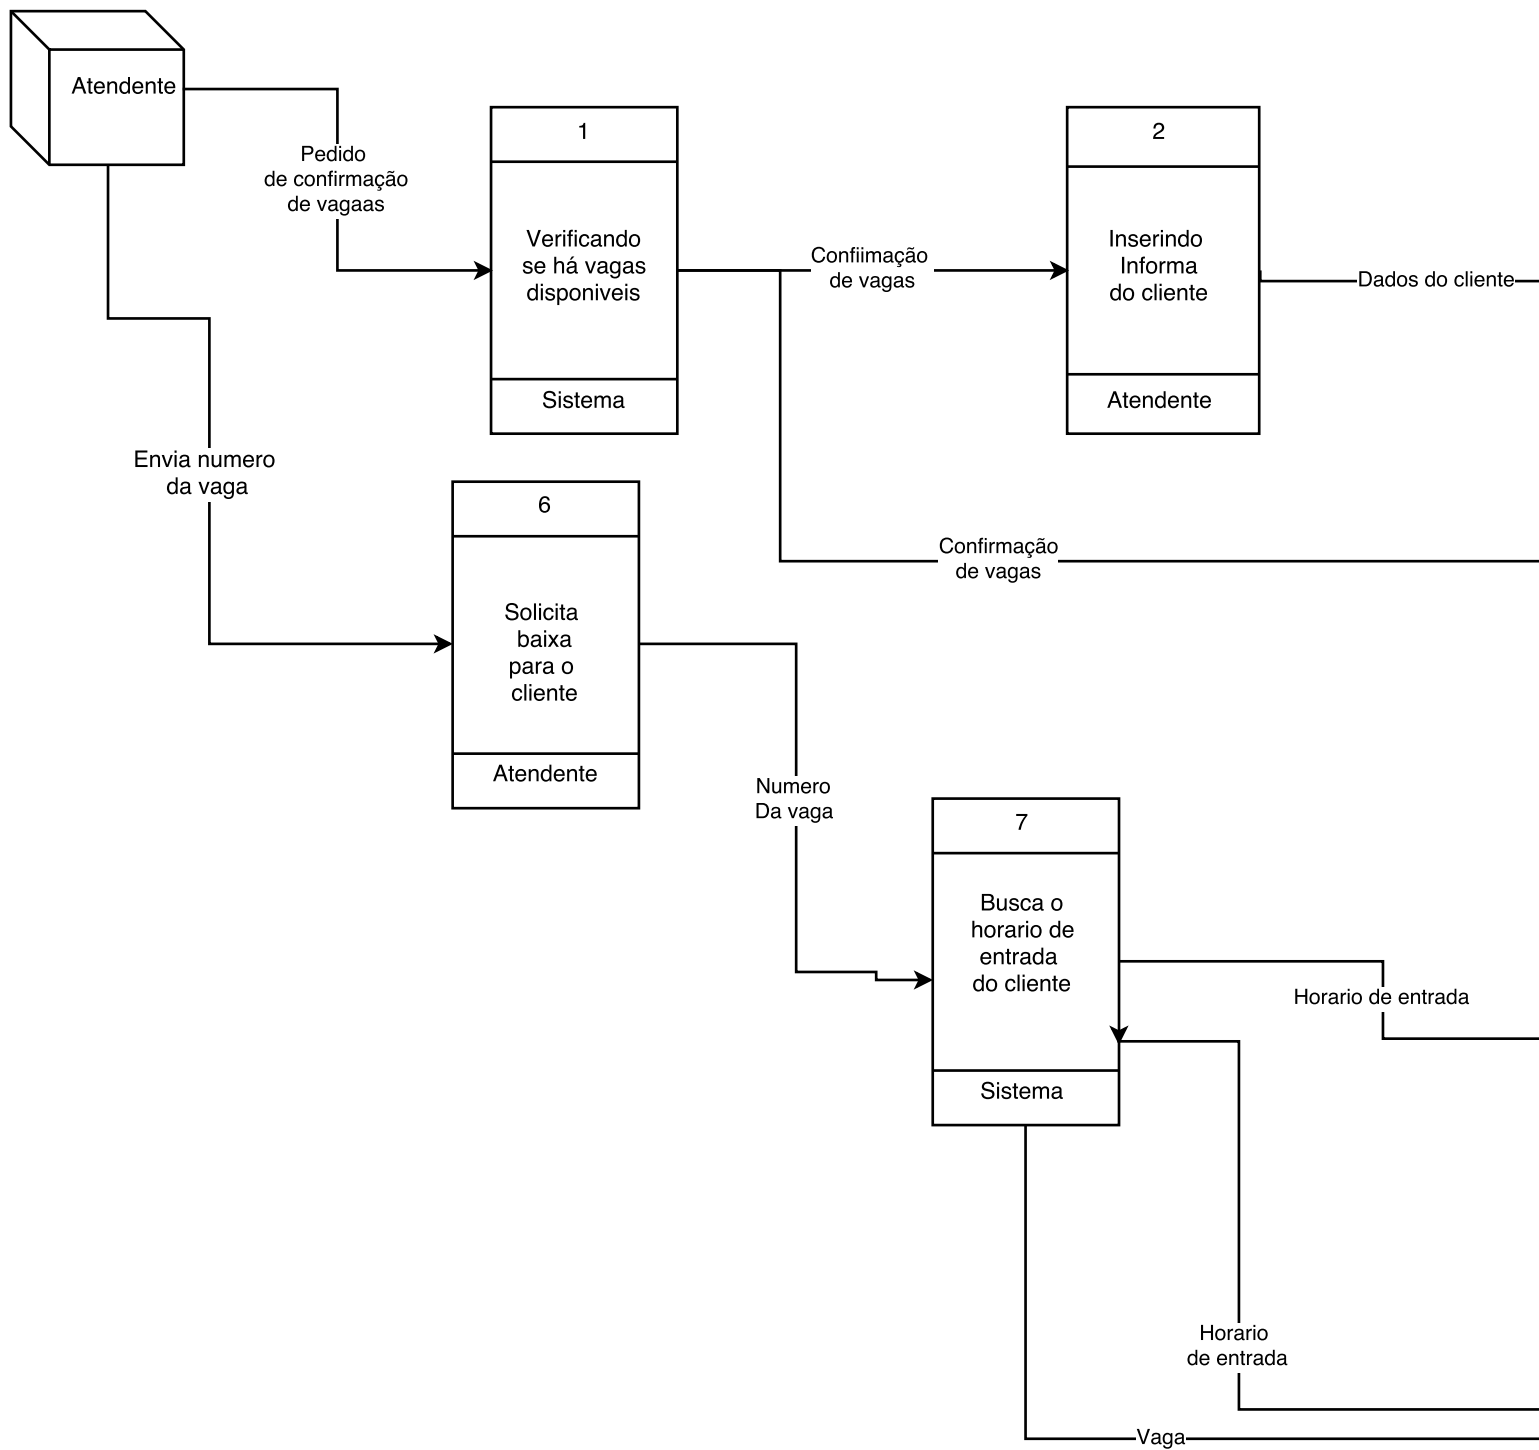 Atendente
Pedido
de confirmação
de vagaas
1
Verificando
se há vagas
disponiveis
Sistema
Confiimação
de vagas
2
Inserindo
Informa
do cliente
Atendente
Dados do cliente
Envia numero
da vaga
Confirmação
de vagas
6
Solicita
baixa
para o
cliente
Atendente
Numero
Da vaga
7
Busca o
horario de
entrada
do cliente
Sistema
Horario de entrada
Horario
de entrada
Vaga